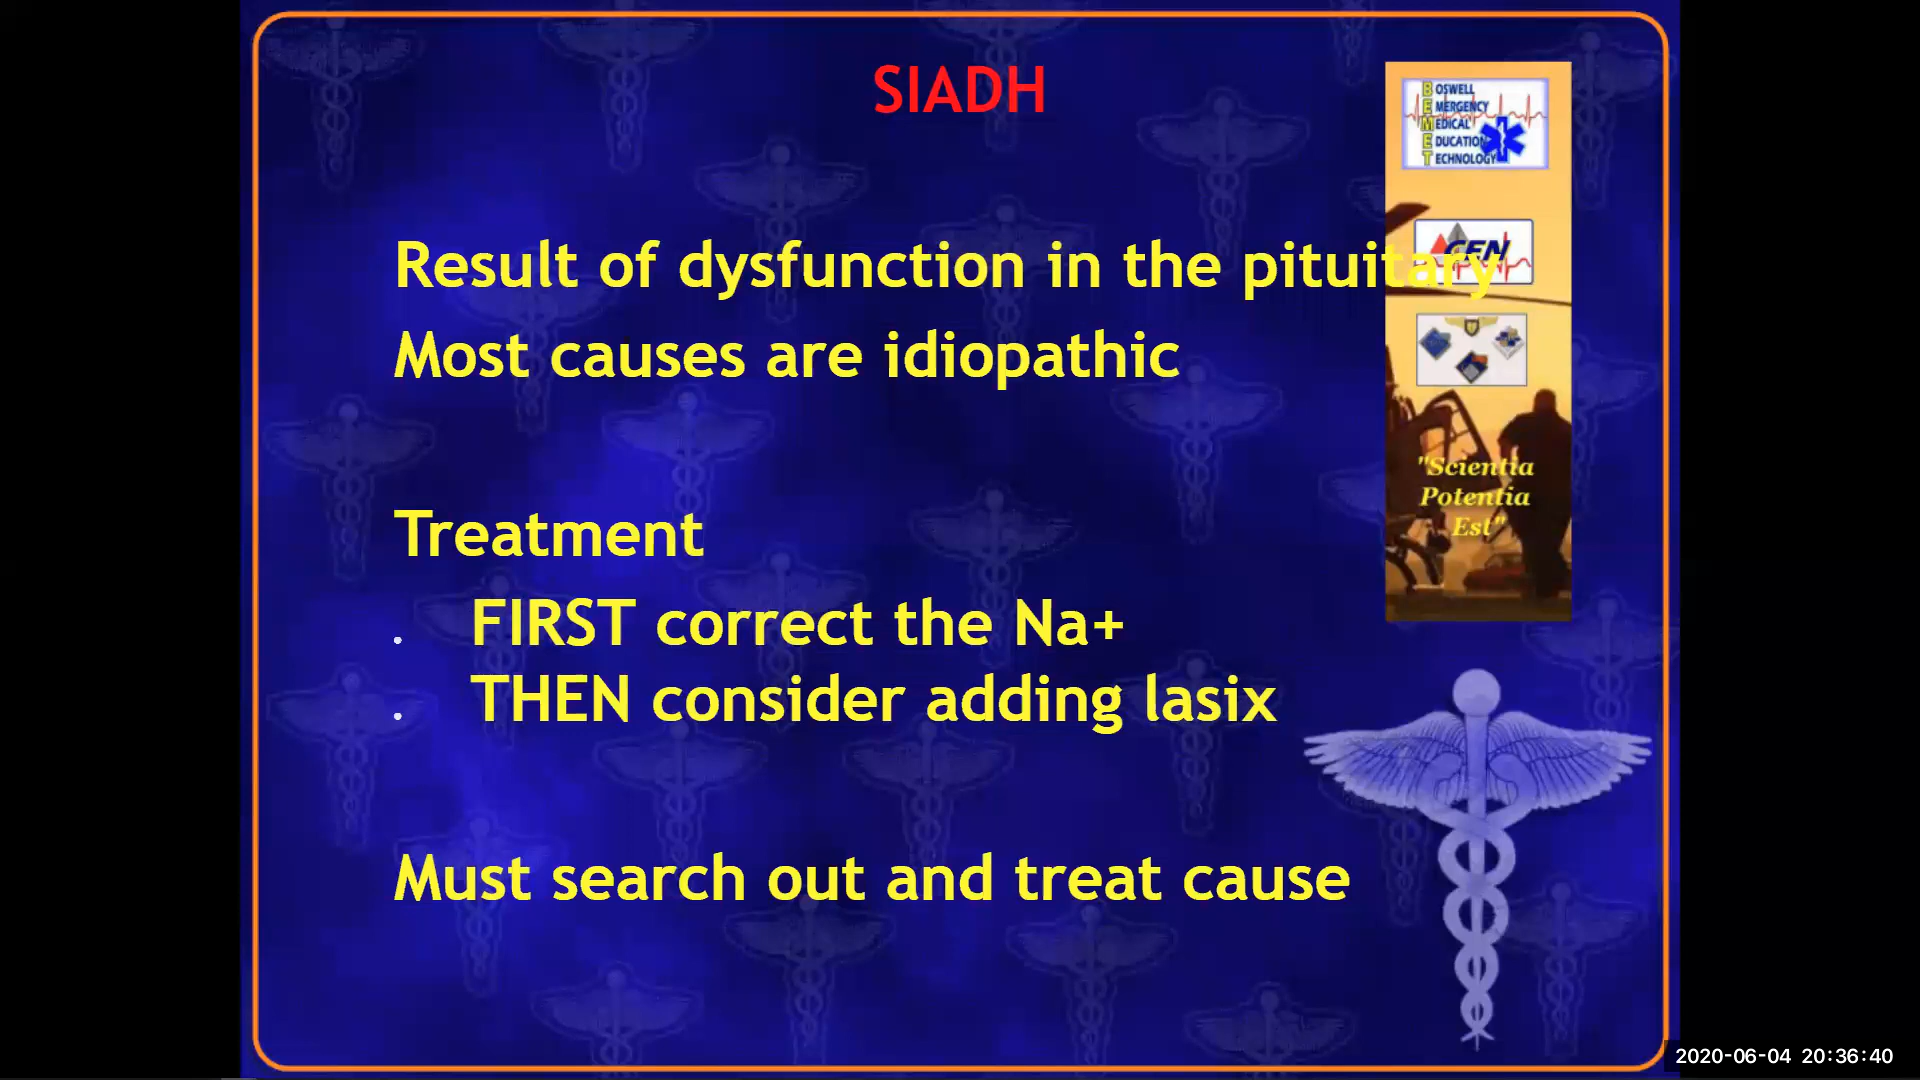 SIADH
BOSWELL
EMERGENCY
MEDICAL
EDUCATION
TECHNOLOGY
CEN
Result of dysfunction in the pituitary
Most causes are idiopathic
"Scientia
Potentia
Est"
Treatment
. FIRST correct the Na+
. THEN consider adding lasix
Must search out and treat cause
2020-06-04 20:36:40